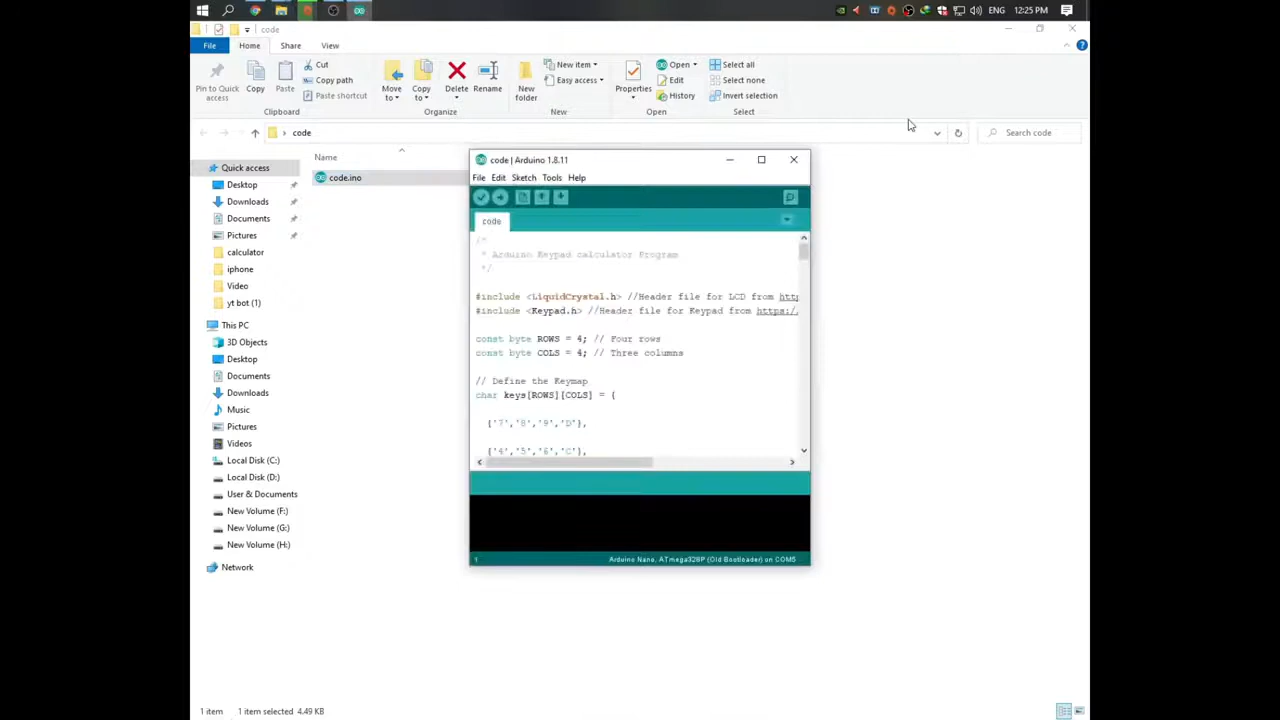 ENG 12:25 PM
code
File Home Share View
Pin to Quick access
Copy
Paste
Cut
Copy path
Paste shortcut
Clipboard
Move to
Copy to
Delete
Rename
Organize
New folder
New item
Easy access
New
Properties
Open
Edit
History
Open
Select all
Select none
Invert selection
Select
code
Search code
Quick access
Desktop
Downloads
Documents
Pictures
calculator
iphone
Video
yt bot (1)
This PC
3D Objects
Desktop
Documents
Downloads
Music
Pictures
Videos
Local Disk (C:)
Local Disk (D:)
User & Documents
New Volume (F:)
New Volume (G:)
New Volume (H:)
Network
Name
code.ino
code | Arduino 1.8.11
File Edit Sketch Tools Help
code
/*
* Arduino Keypad calculator Program
*/
#include <LiquidCrystal.h> //Header file for LCD from http
#include <Keypad.h> //Header file for Keypad from https:/
const byte ROWS = 4; // Four rows
const byte COLS = 4; // Three columns
// Define the Keymap
char keys[ROWS][COLS] = {
{'7','8','9','D'},
{'4','5','6','C'},
1
Arduino Nano, ATmega328P (Old Bootloader) on COM5
1 item 1 item selected 4.49 KB